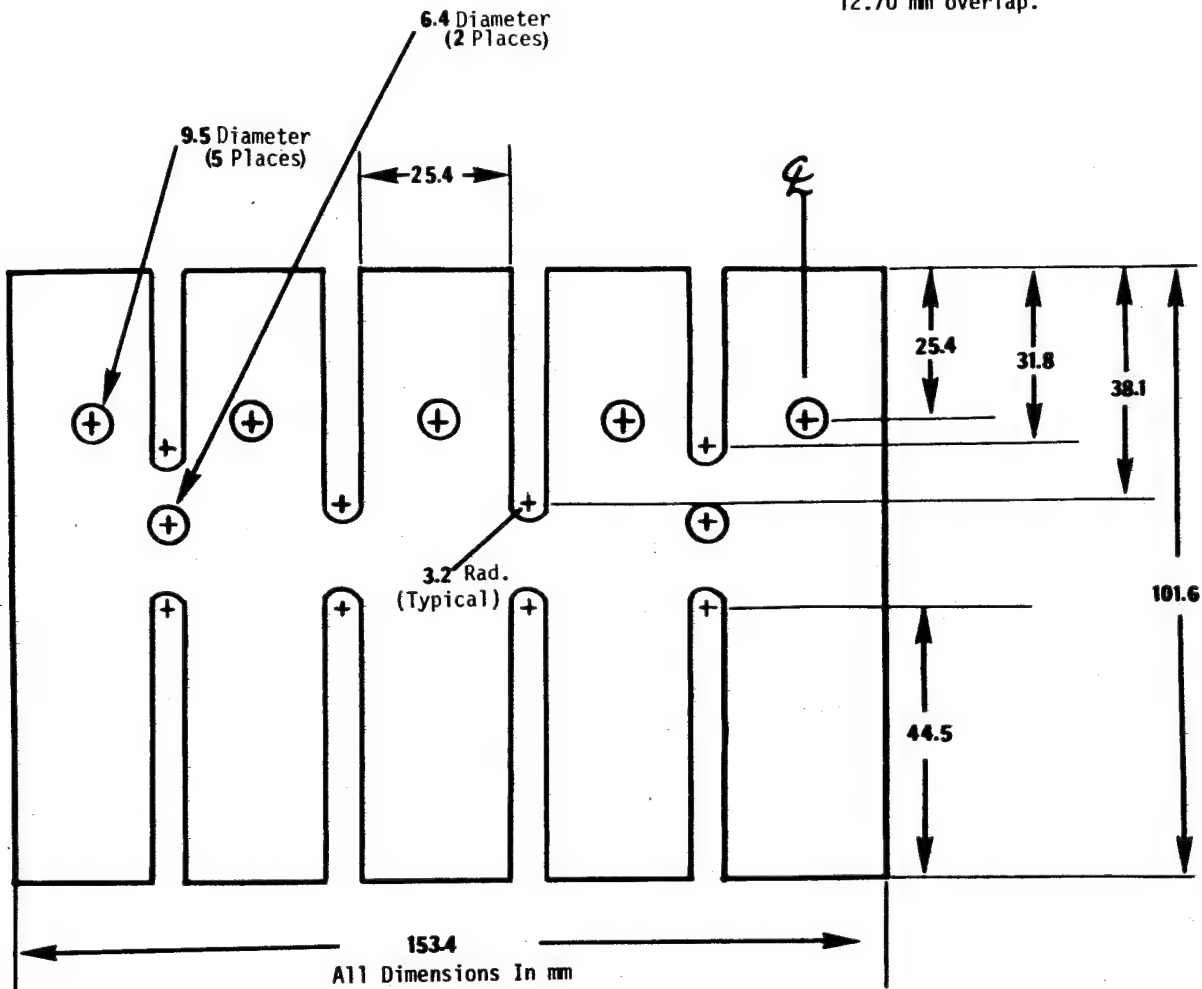 12.70 mm overlap.
6.4 Diameter
(2 Places)
9.5 Diameter
(5 Places)
25.4
℄
25.4
31.8
38.1
3.2 Rad.
(Typical)
101.6
44.5
153.4
All Dimensions In mm